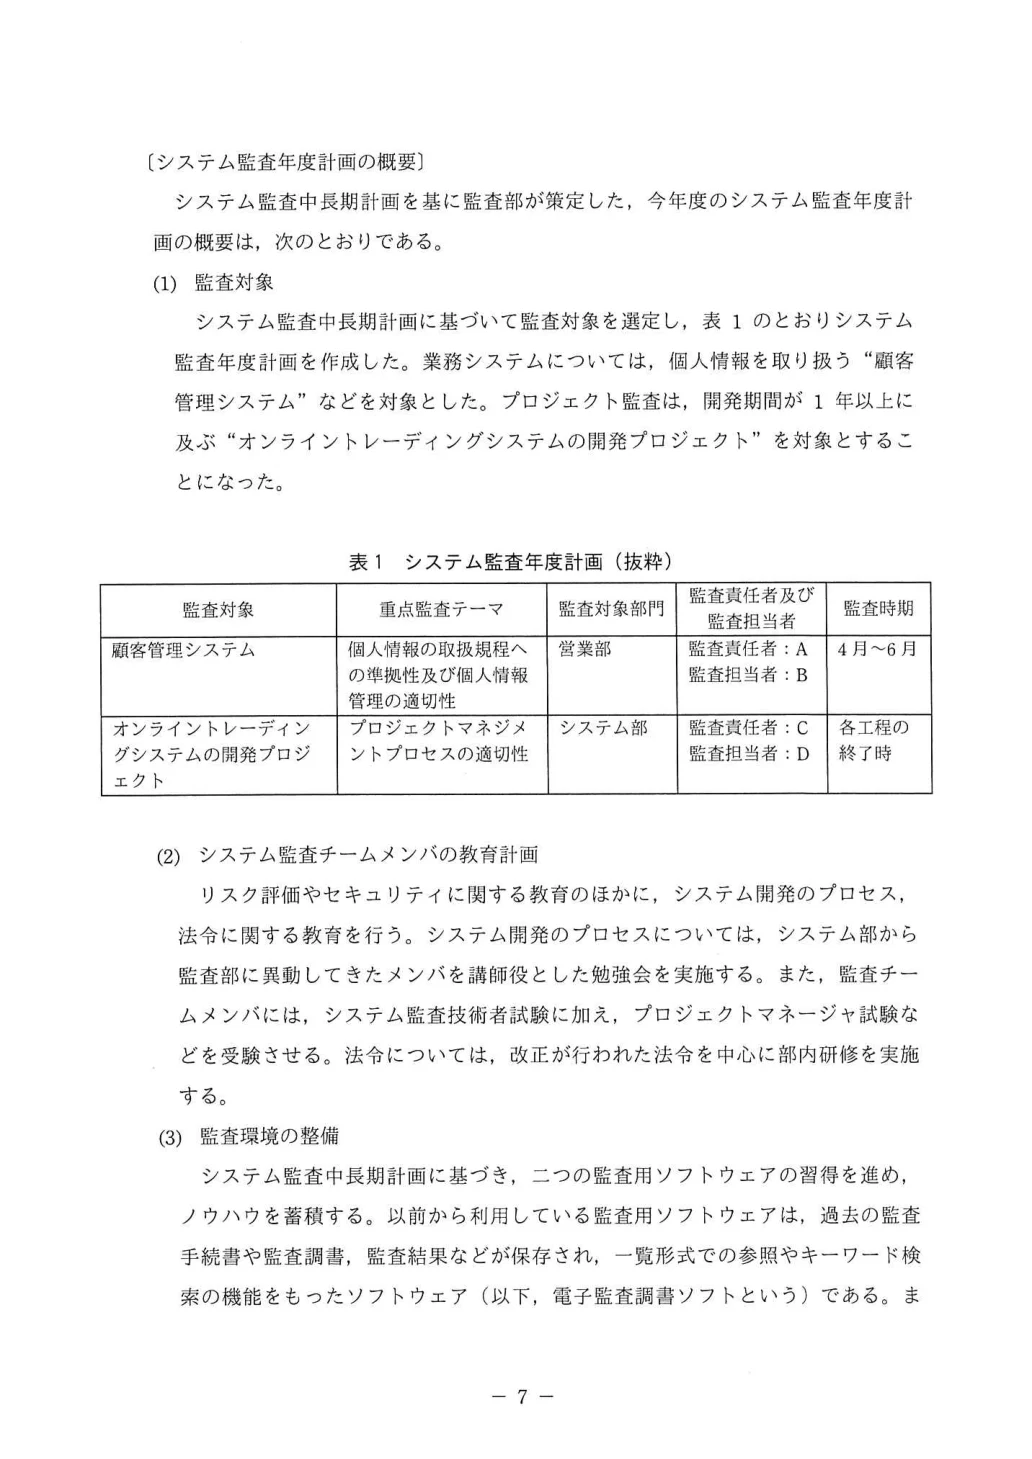 〔システム監査年度計画の概要〕
システム監査中長期計画を基に監査部が策定した，今年度のシステム監査年度計
画の概要は，次のとおりである。
(1) 監査対象
システム監査中長期計画に基づいて監査対象を選定し，表 1 のとおりシステム
監査年度計画を作成した。業務システムについては，個人情報を取り扱う“顧客
管理システム”などを対象とした。プロジェクト監査は，開発期間が 1 年以上に
及ぶ“オンライントレーディングシステムの開発プロジェクト”を対象とするこ
とになった。
表１　システム監査年度計画（抜粋）
監査対象　重点監査テーマ　監査対象部門　監査責任者及び　監査時期
監査担当者
顧客管理システム　個人情報の取扱規程へ　営業部　監査責任者：A　4 月～6 月
の準拠性及び個人情報　監査担当者：B
管理の適切性
オンライントレーディン　プロジェクトマネジメ　システム部　監査責任者：C　各工程の
グシステムの開発プロジ　ントプロセスの適切性　監査担当者：D　終了時
ェクト
(2) システム監査チームメンバの教育計画
リスク評価やセキュリティに関する教育のほかに，システム開発のプロセス，
法令に関する教育を行う。システム開発のプロセスについては，システム部から
監査部に異動してきたメンバを講師役とした勉強会を実施する。また，監査チー
ムメンバには，システム監査技術者試験に加え，プロジェクトマネージャ試験な
どを受験させる。法令については，改正が行われた法令を中心に部内研修を実施
する。
(3) 監査環境の整備
システム監査中長期計画に基づき，二つの監査用ソフトウェアの習得を進め，
ノウハウを蓄積する。以前から利用している監査用ソフトウェアは，過去の監査
手続書や監査調書，監査結果などが保存され，一覧形式での参照やキーワード検
索の機能をもったソフトウェア（以下，電子監査調書ソフトという）である。ま
－ 7 －